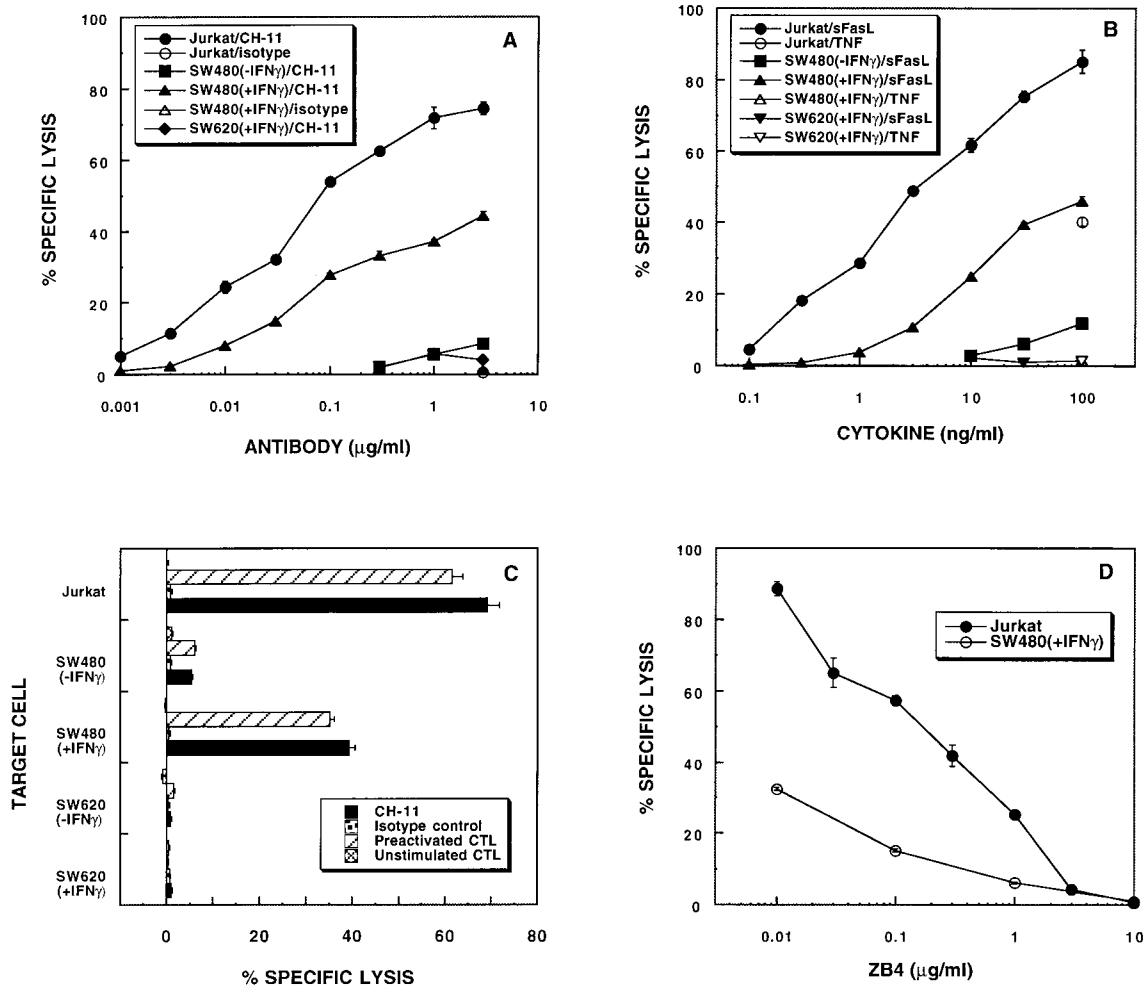 A
Jurkat/CH-11
Jurkat/isotype
SW480(-IFNγ)/CH-11
SW480(+IFNγ)/CH-11
SW480(+IFNγ)/isotype
SW620(+IFNγ)/CH-11
% SPECIFIC LYSIS
100
80
60
40
20
0
0.001
0.01
0.1
1
10
ANTIBODY (μg/ml)
B
Jurkat/sFasL
Jurkat/TNF
SW480(-IFNγ)/sFasL
SW480(+IFNγ)/sFasL
SW480(+IFNγ)/TNF
SW620(+IFNγ)/sFasL
SW620(+IFNγ)/TNF
% SPECIFIC LYSIS
100
80
60
40
20
0
0.1
1
10
100
CYTOKINE (ng/ml)
C
TARGET CELL
Jurkat
SW480
(-IFNγ)
SW480
(+IFNγ)
SW620
(-IFNγ)
SW620
(+IFNγ)
CH-11
Isotype control
Preactivated CTL
Unstimulated CTL
0
20
40
60
80
% SPECIFIC LYSIS
D
Jurkat
SW480(+IFNγ)
% SPECIFIC LYSIS
100
80
60
40
20
0
0.01
0.1
1
10
ZB4 (μg/ml)